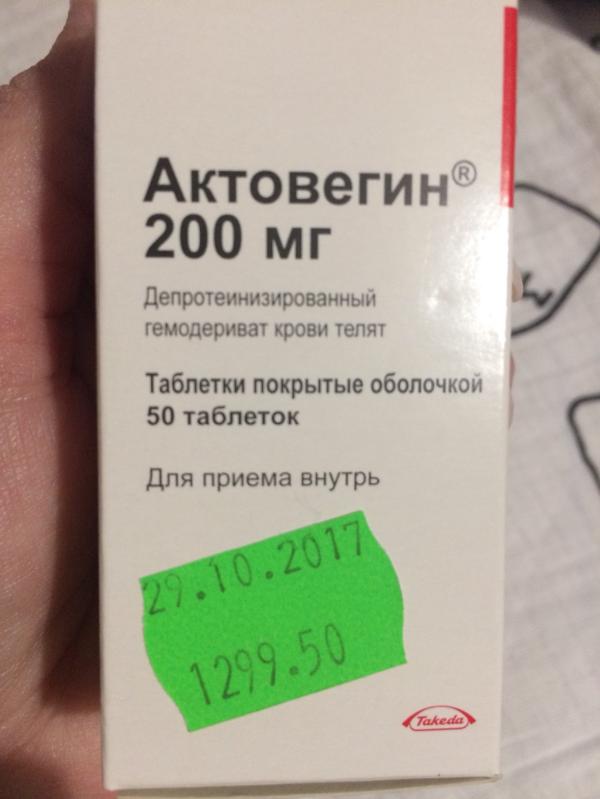 Актовегин®
200 мг
Депротеинизированный
гемодериват крови телят
Таблетки покрытые оболочкой
50 таблеток
Для приема внутрь
29.10.2017
1299.50
Takeda